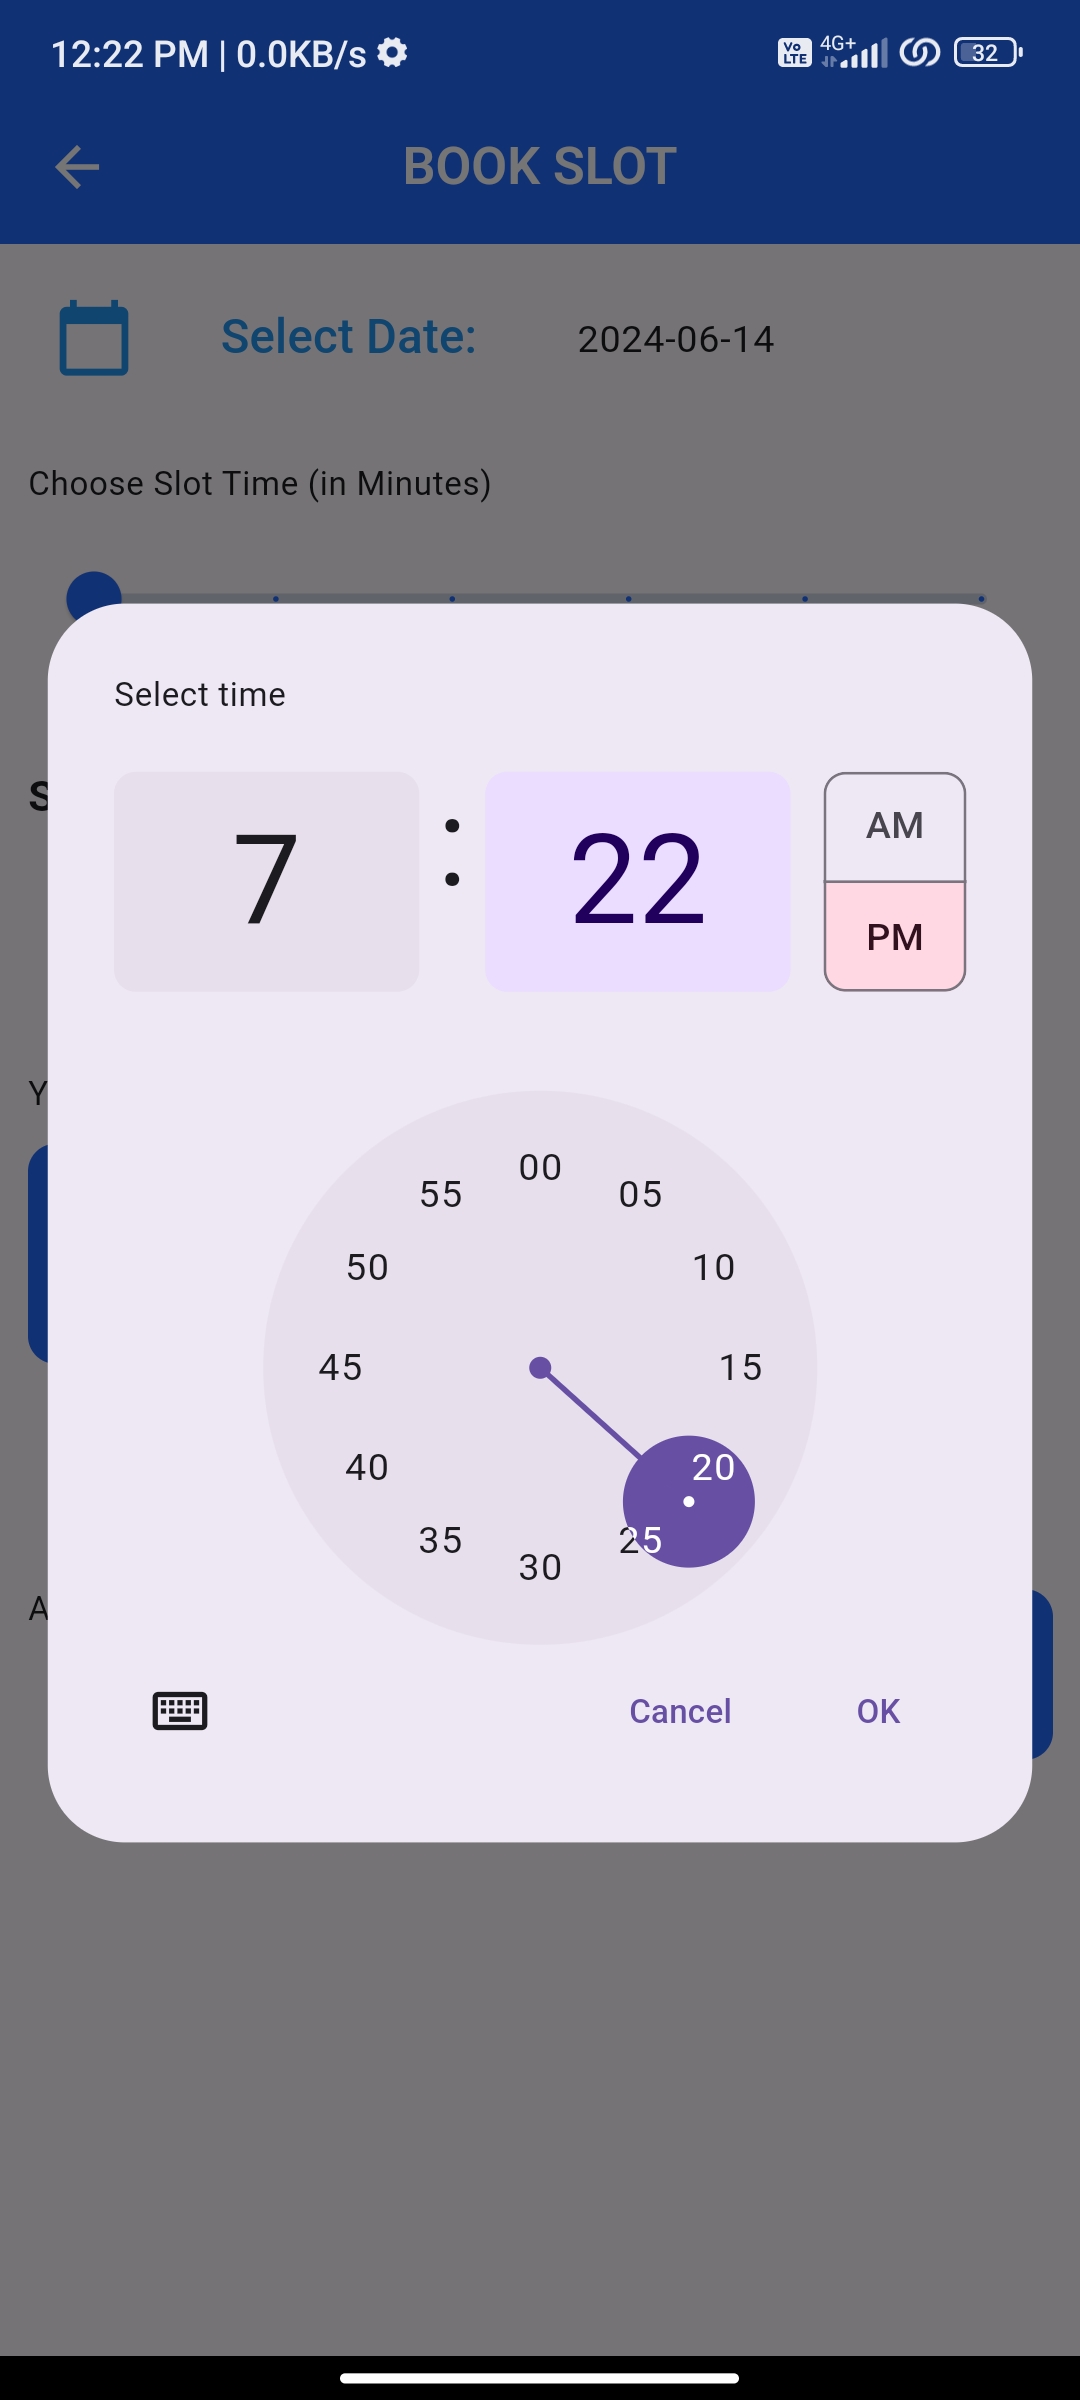 12:22 PM | 0.0KB/s
Vo LTE 4G+ 32
BOOK SLOT
Select Date: 2024-06-14
Choose Slot Time (in Minutes)
Select time
7 : 22
AM
PM
00
55 05
50 10
45 15
40 20
35 25
30
Cancel OK